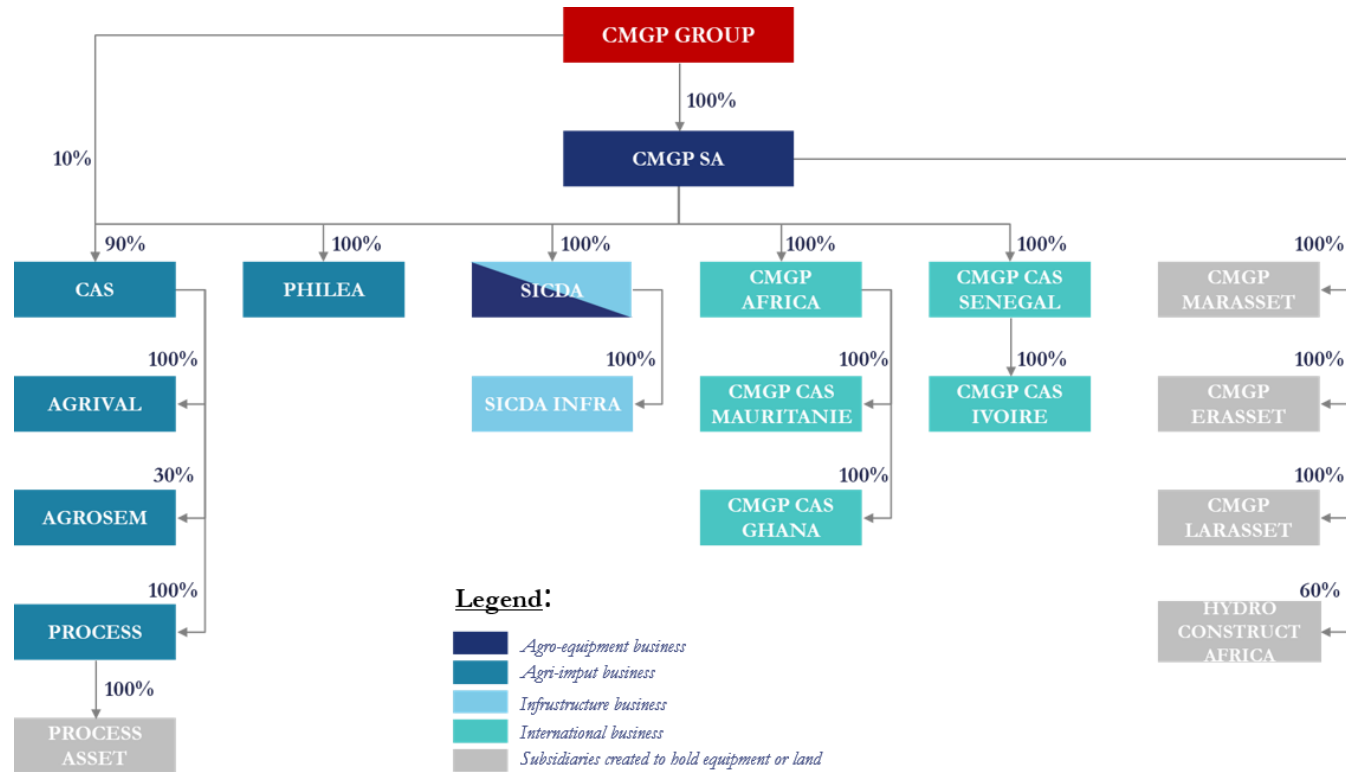 CMGP GROUP
100%
10%
CMGP SA
90%
100%
100%
100%
100%
100%
CAS
PHILEA
SICDA
CMGP
AFRICA
CMGP CAS
SENEGAL
CMGP
MARASSET
100%
100%
100%
100%
100%
AGRIVAL
SICDA INFRA
CMGP CAS
MAURITANIE
CMGP CAS
IVOIRE
CMGP
ERASSET
30%
100%
100%
AGROSEM
CMGP CAS
GHANA
CMGP
LARASSET
100%
60%
PROCESS
HYDRO
CONSTRUCT
AFRICA
100%
PROCESS
ASSET
Legend:
Agro-equipment business
Agri-imput business
Infrustructure business
International business
Subsidiaries created to hold equipment or land